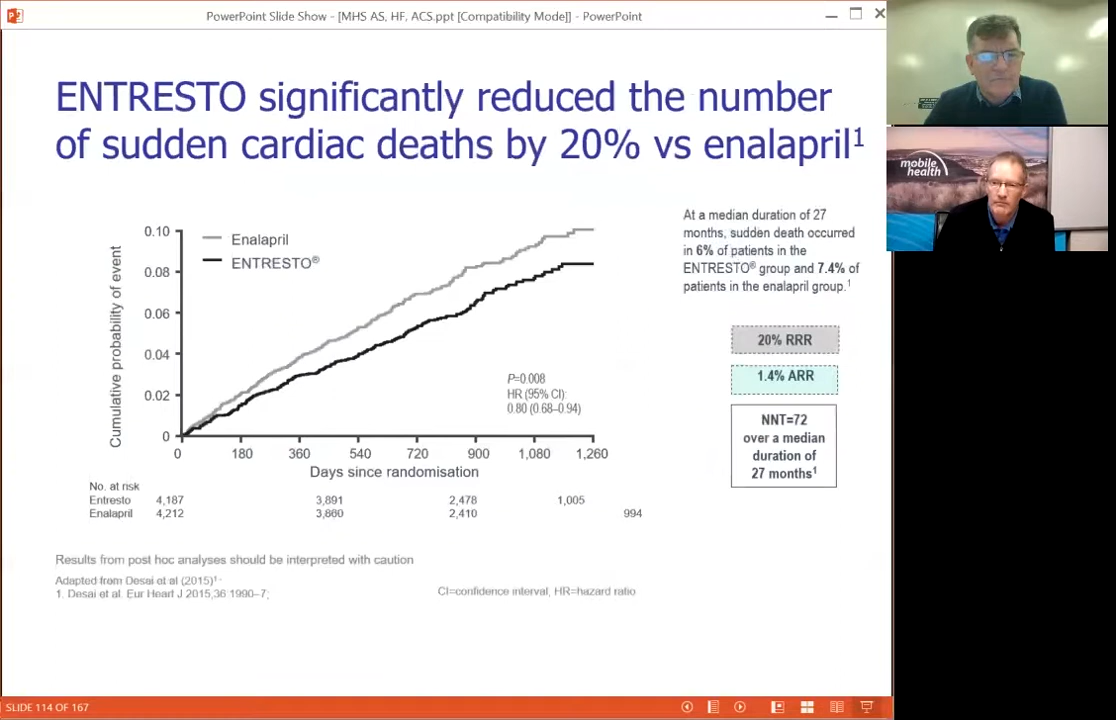 PowerPoint Slide Show - [MHS AS, HF, ACS.ppt [Compatibility Mode]] - PowerPoint
ENTRESTO significantly reduced the number
of sudden cardiac deaths by 20% vs enalapril1
Cumulative probability of event
0.10
0.08
0.06
0.04
0.02
0
Enalapril
ENTRESTO®
P=0.008
HR (95% CI):
0.80 (0.68–0.94)
0 180 360 540 720 900 1,080 1,260
Days since randomisation
No. at risk
Entresto 4,187 3,891 2,478 1,005
Enalapril 4,212 3,860 2,410 994
At a median duration of 27
months, sudden death occurred
in 6% of patients in the
ENTRESTO® group and 7.4% of
patients in the enalapril group.1
20% RRR
1.4% ARR
NNT=72
over a median
duration of
27 months1
Results from post hoc analyses should be interpreted with caution
Adapted from Desai et al (2015)1
1. Desai et al. Eur Heart J 2015;36:1990–7;
CI=confidence interval, HR=hazard ratio
SLIDE 114 OF 167
mobile
health